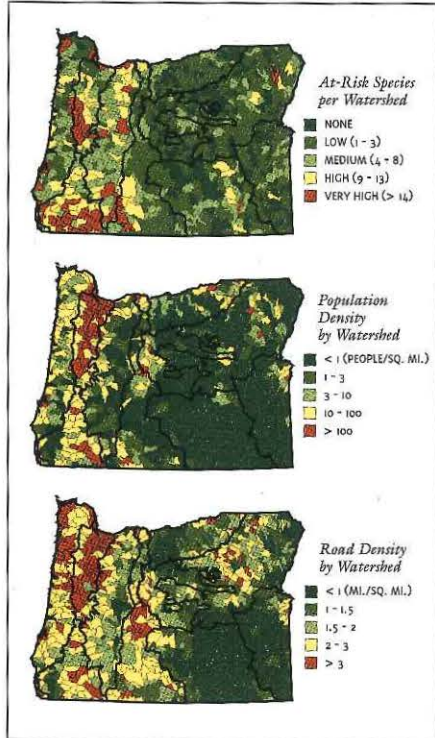 At-Risk Species
per Watershed
NONE
LOW (1 - 3)
MEDIUM (4 - 8)
HIGH (9 - 13)
VERY HIGH (> 14)
Population
Density
by Watershed
< 1 (PEOPLE/SQ. MI.)
1 - 3
3 - 10
10 - 100
> 100
Road Density
by Watershed
< 1 (MI./SQ. MI.)
1 - 1.5
1.5 - 2
2 - 3
> 3